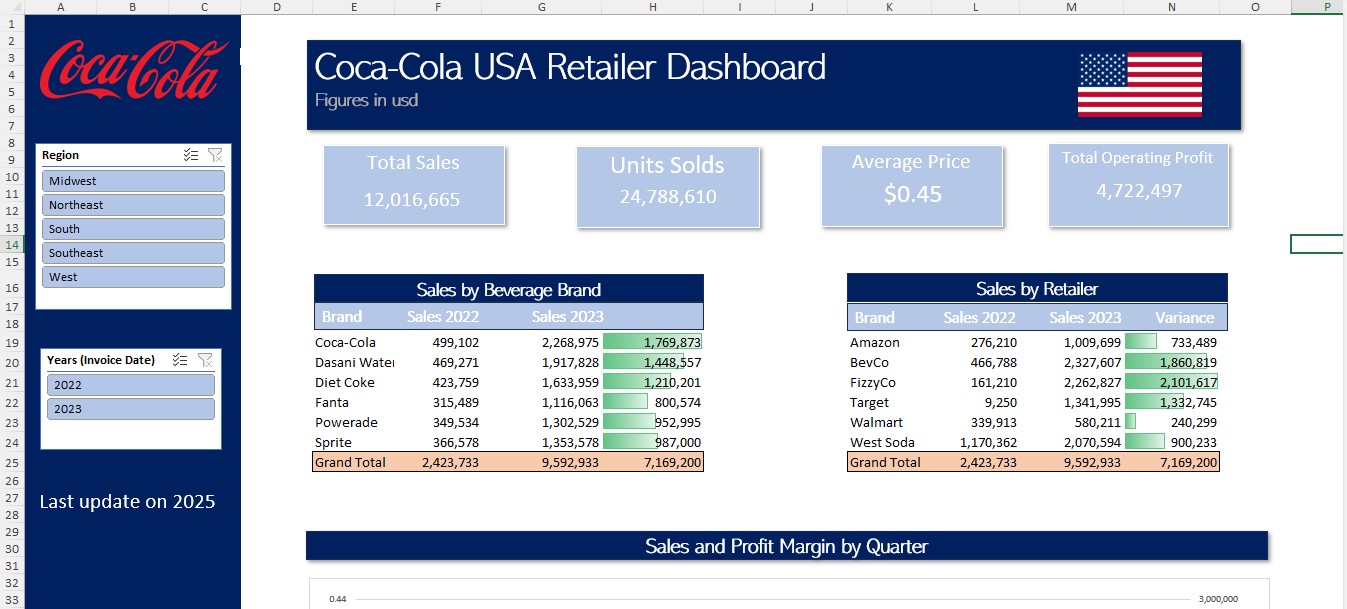 A B C D E F G H I J K L M N O P
1
2
3
4
5
6
7
8
9
10
11
12
13
14
15
16
17
18
19
20
21
22
23
24
25
26
27
28
29
30
31
32
33
Coca-Cola
Region
Midwest
Northeast
South
Southeast
West
Years (Invoice Date)
2022
2023
Last update on 2025
Coca-Cola USA Retailer Dashboard
Figures in usd
Total Sales
12,016,665
Units Solds
24,788,610
Average Price
$0.45
Total Operating Profit
4,722,497
Sales by Beverage Brand
Brand Sales 2022 Sales 2023
Coca-Cola 499,102 2,268,975 1,769,873
Dasani Water 469,271 1,917,828 1,448,557
Diet Coke 423,759 1,633,959 1,210,201
Fanta 315,489 1,116,063 800,574
Powerade 349,534 1,302,529 952,995
Sprite 366,578 1,353,578 987,000
Grand Total 2,423,733 9,592,933 7,169,200
Sales by Retailer
Brand Sales 2022 Sales 2023 Variance
Amazon 276,210 1,009,699 733,489
BevCo 466,788 2,327,607 1,860,819
FizzyCo 161,210 2,262,827 2,101,617
Target 9,250 1,341,995 1,332,745
Walmart 339,913 580,211 240,299
West Soda 1,170,362 2,070,594 900,233
Grand Total 2,423,733 9,592,933 7,169,200
Sales and Profit Margin by Quarter
0.44 3,000,000